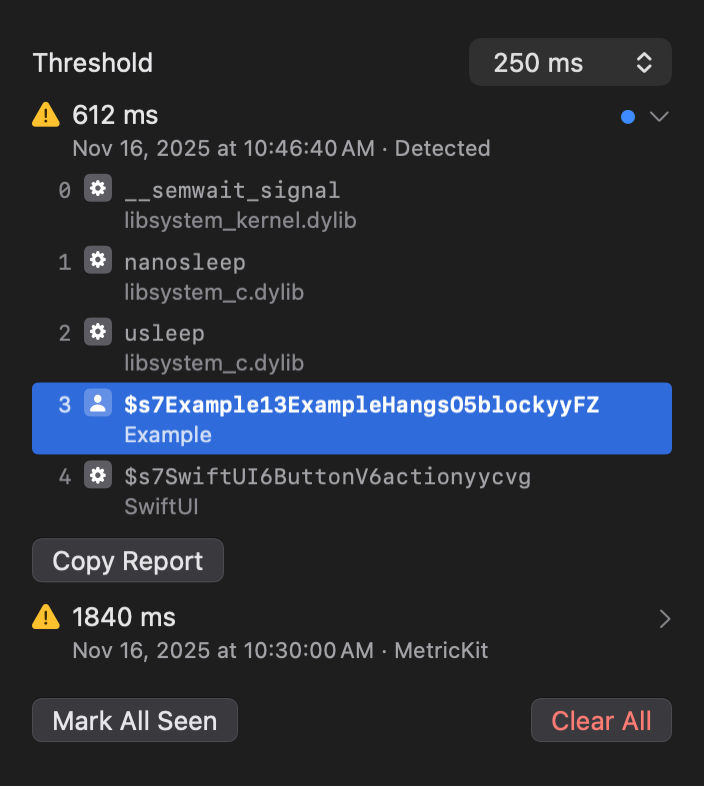 Threshold
250 ms
612 ms
Nov 16, 2025 at 10:46:40 AM · Detected
0 __semwait_signal
libsystem_kernel.dylib
1 nanosleep
libsystem_c.dylib
2 usleep
libsystem_c.dylib
3 $s7Example13ExampleHangsO5blockyyFZ
Example
4 $s7SwiftUI6ButtonV6actionyycvg
SwiftUI
Copy Report
1840 ms
Nov 16, 2025 at 10:30:00 AM · MetricKit
Mark All Seen
Clear All